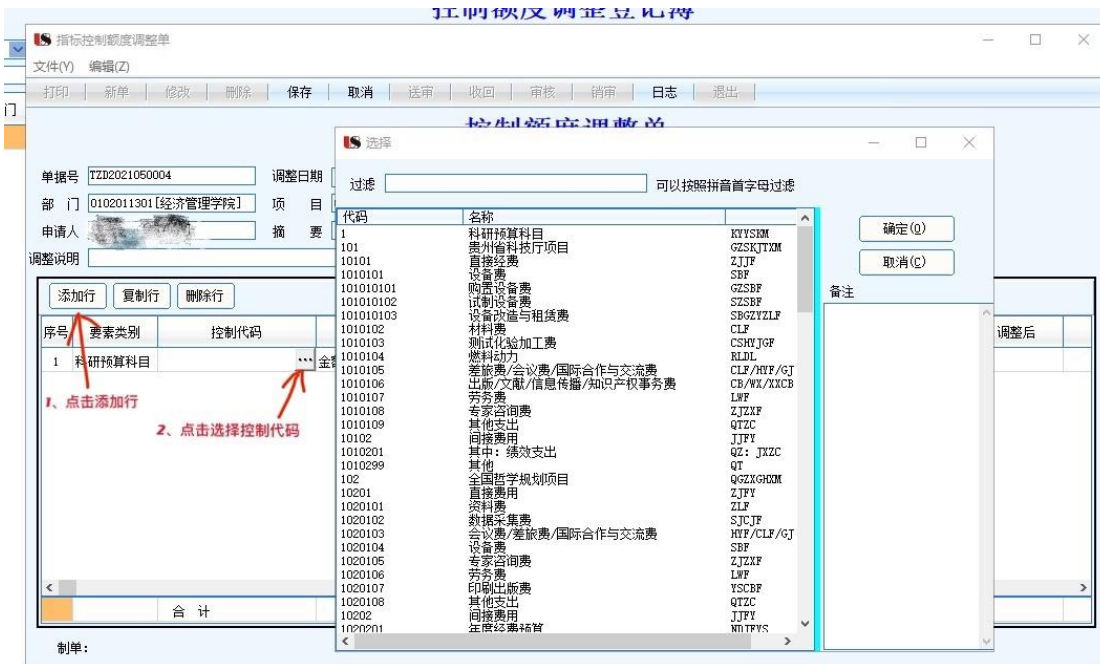 控制额度调整登记簿
指标控制额度调整单
文件(Y) 编辑(Z)
打印 新单 修改 删除 保存 取消 送审 收回 审核 销审 日志 退出
门
控制额度调整单
选择
单据号 TZD2021050004 调整日期
部 门 0102011301[经济管理学院] 项 目
申请人 摘 要
调整说明
过滤 可以按照拼音首字母过滤
确定(O)
取消(C)
备注
添加行 复制行 删除行
序号 要素类别 控制代码 调整后
1 科研预算科目 ... 金额
1、点击添加行
2、点击选择控制代码
代码 名称
1 科研预算科目 KYYSKM
101 贵州省科技厅项目 GZSKJTXM
10101 直接经费 ZJJF
1010101 设备费 SBF
101010101 购置设备费 GZSBF
101010102 试制设备费 SZSBF
101010103 设备改造与租赁费 SBGZYZLF
1010102 材料费 CLF
1010103 测试化验加工费 CSHYJGF
1010104 燃料动力 RLDL
1010105 差旅费/会议费/国际合作与交流费 CLF/HYF/GJ
1010106 出版/文献/信息传播/知识产权事务费 CB/WX/XXCB
1010107 劳务费 LWF
1010108 专家咨询费 ZJZXF
1010109 其他支出 QTZC
10102 间接费用 JJFY
1010201 其中：绩效支出 QZ: JXZC
1010299 其他 QT
102 全国哲学规划项目 QGZXGHXM
10201 直接费用 ZJFY
1020101 资料费 ZLF
1020102 数据采集费 SJCJF
1020103 会议费/差旅费/国际合作与交流费 HYF/CLF/GJ
1020104 设备费 SBF
1020105 专家咨询费 ZJZXF
1020106 劳务费 LWF
1020107 印刷出版费 YSCBF
1020108 其他支出 QTZC
10202 间接费用 JJFY
1020201 年度经费预算 NDJFYS
合 计
制单：